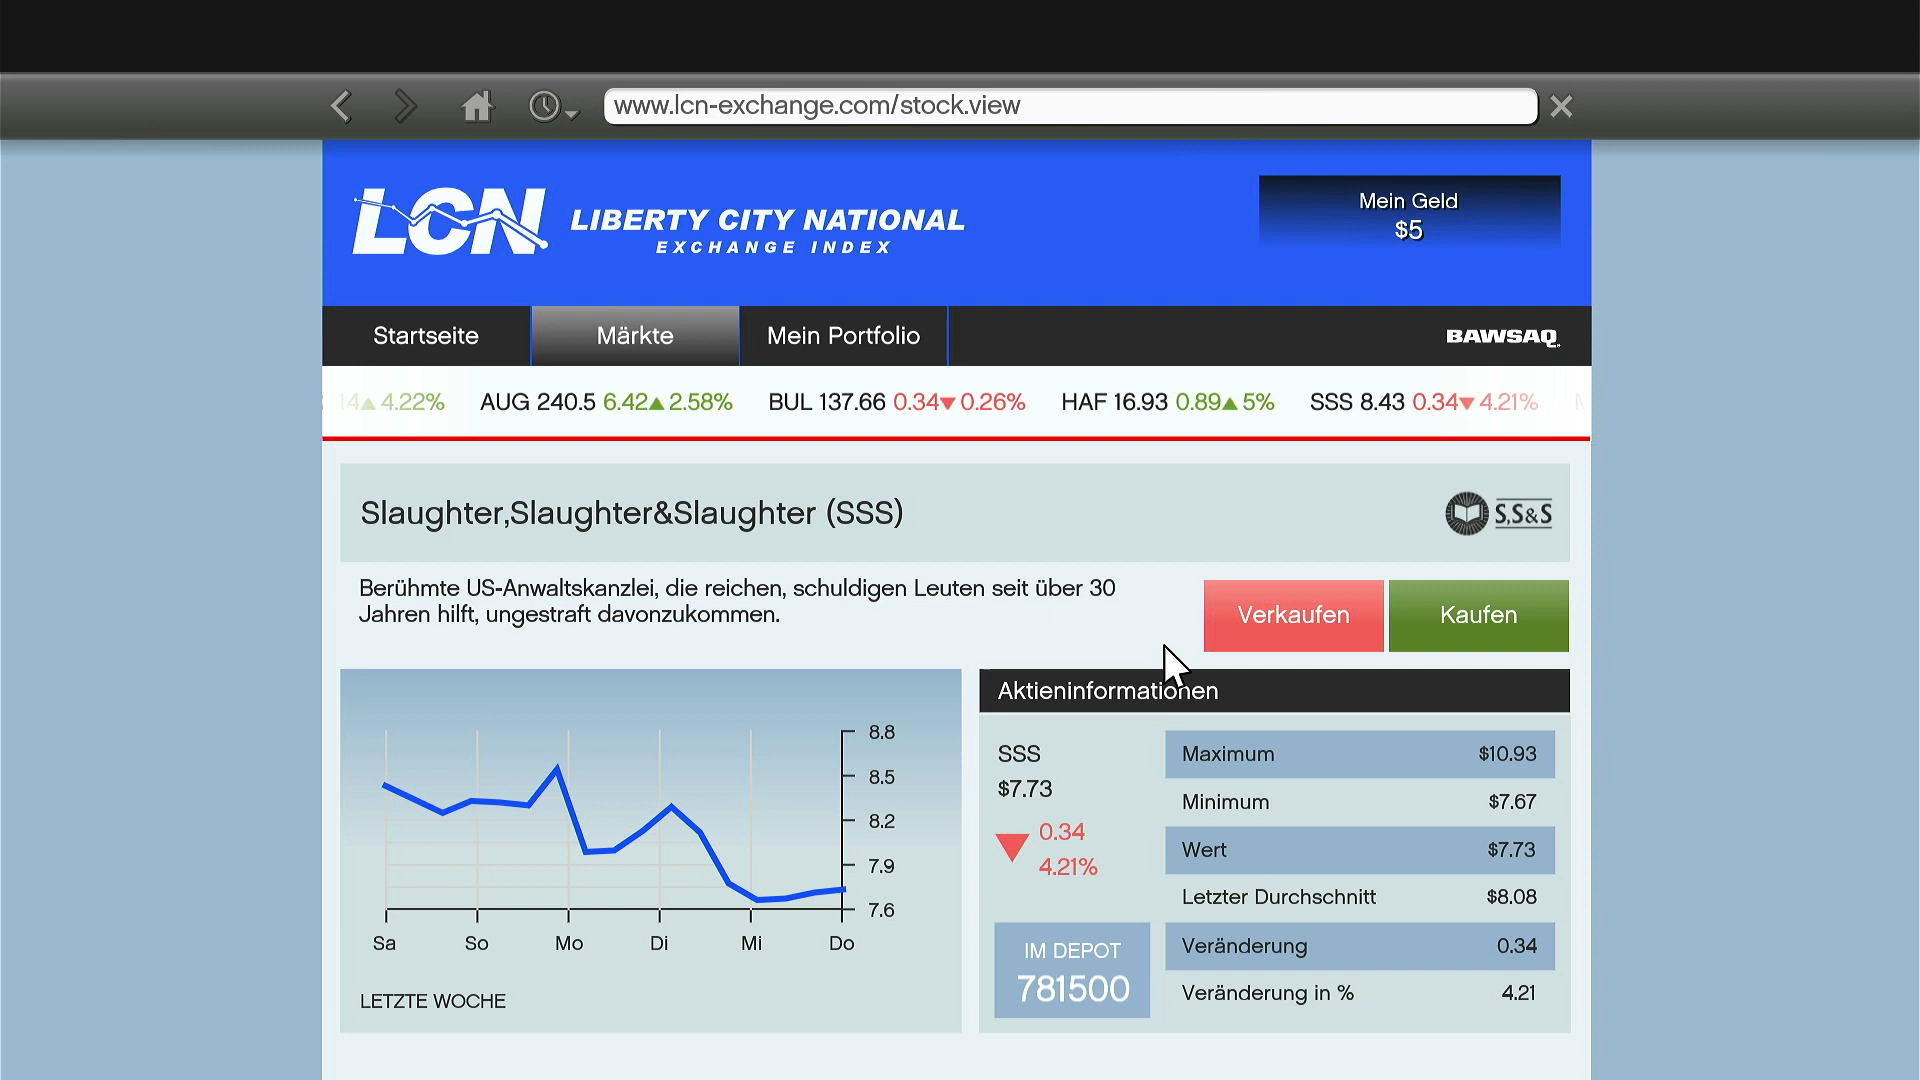 www.lcn-exchange.com/stock.view
LCN LIBERTY CITY NATIONAL
EXCHANGE INDEX
Mein Geld
$5
Startseite Märkte Mein Portfolio BAWSAQ
14▲4.22% AUG 240.5 6.42▲2.58% BUL 137.66 0.34▼0.26% HAF 16.93 0.89▲5% SSS 8.43 0.34▼4.21%
Slaughter,Slaughter&Slaughter (SSS)
S,S&S
Berühmte US-Anwaltskanzlei, die reichen, schuldigen Leuten seit über 30
Jahren hilft, ungestraft davonzukommen.
Verkaufen Kaufen
8.8
8.5
8.2
7.9
7.6
Sa So Mo Di Mi Do
LETZTE WOCHE
Aktieninformationen
SSS
$7.73
0.34
4.21%
IM DEPOT
781500
Maximum $10.93
Minimum $7.67
Wert $7.73
Letzter Durchschnitt $8.08
Veränderung 0.34
Veränderung in % 4.21